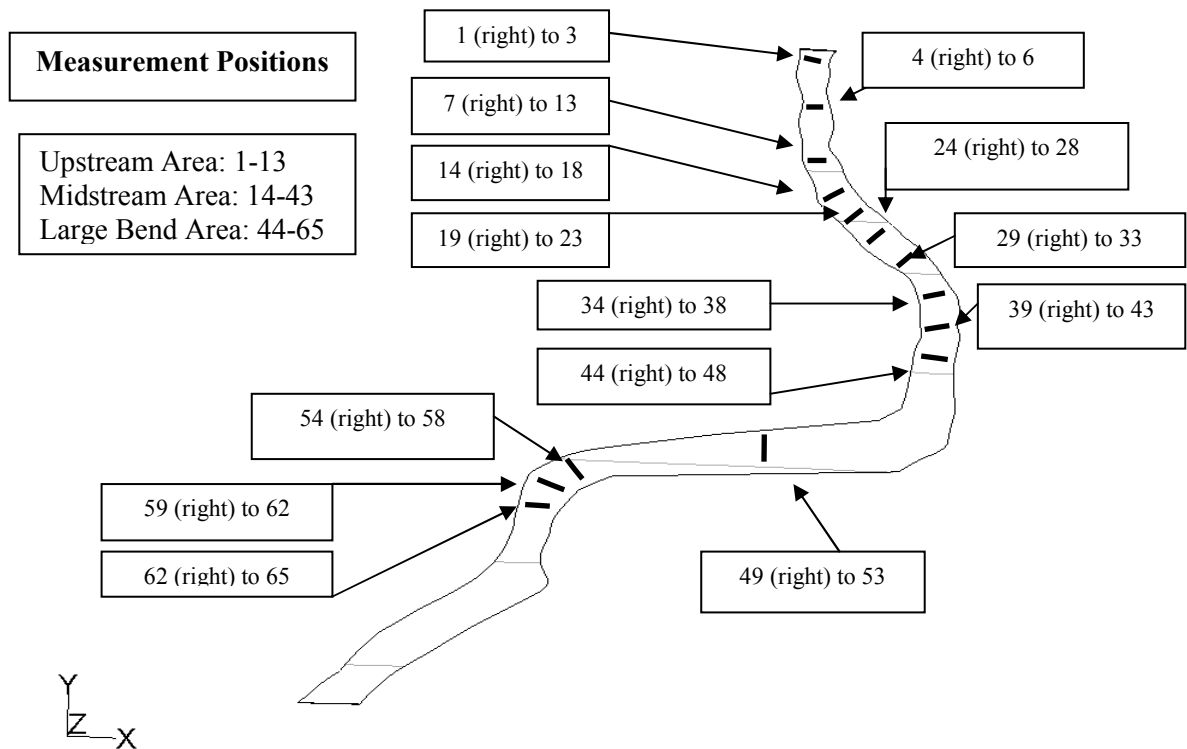 Measurement Positions
Upstream Area: 1-13
Midstream Area: 14-43
Large Bend Area: 44-65
1 (right) to 3
4 (right) to 6
7 (right) to 13
24 (right) to 28
14 (right) to 18
19 (right) to 23
29 (right) to 33
34 (right) to 38
39 (right) to 43
44 (right) to 48
54 (right) to 58
59 (right) to 62
62 (right) to 65
49 (right) to 53
Y
Z
X